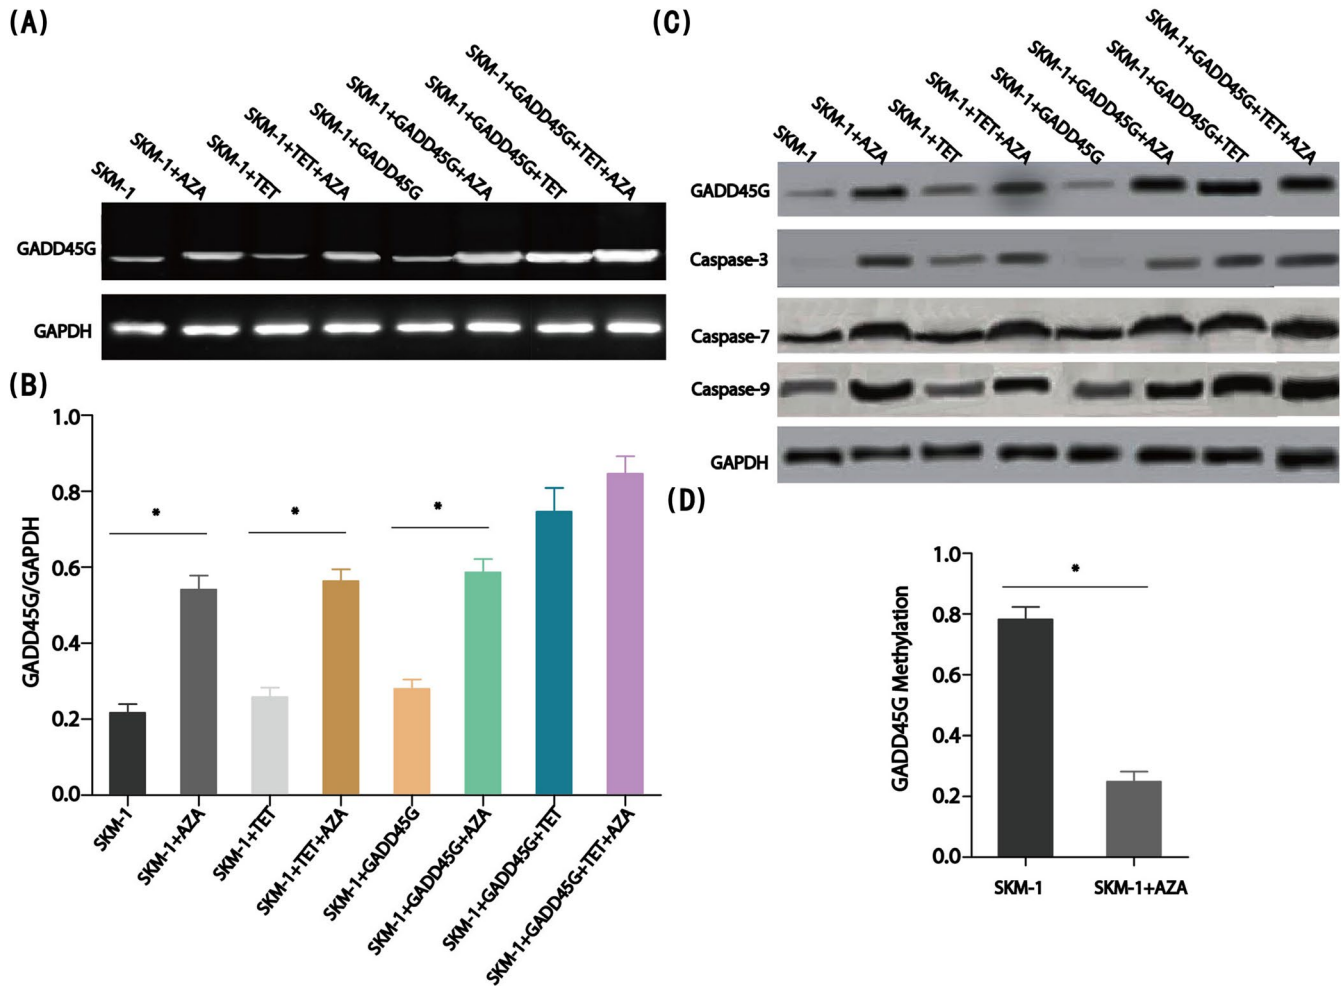 (A)
SKM-1
SKM-1+AZA
SKM-1+TET
SKM-1+TET+AZA
SKM-1+GADD45G
SKM-1+GADD45G+AZA
SKM-1+GADD45G+TET
SKM-1+GADD45G+TET+AZA
GADD45G
GAPDH
(B)
GADD45G/GAPDH
1.0
0.8
0.6
0.4
0.2
0.0
*
*
*
SKM-1
SKM-1+AZA
SKM-1+TET
SKM-1+TET+AZA
SKM-1+GADD45G
SKM-1+GADD45G+AZA
SKM-1+GADD45G+TET
SKM-1+GADD45G+TET+AZA
(C)
SKM-1
SKM-1+AZA
SKM-1+TET
SKM-1+TET+AZA
SKM-1+GADD45G
SKM-1+GADD45G+AZA
SKM-1+GADD45G+TET
SKM-1+GADD45G+TET+AZA
GADD45G
Caspase-3
Caspase-7
Caspase-9
GAPDH
(D)
GADD45G Methylation
1.0
0.8
0.6
0.4
0.2
0.0
*
SKM-1
SKM-1+AZA